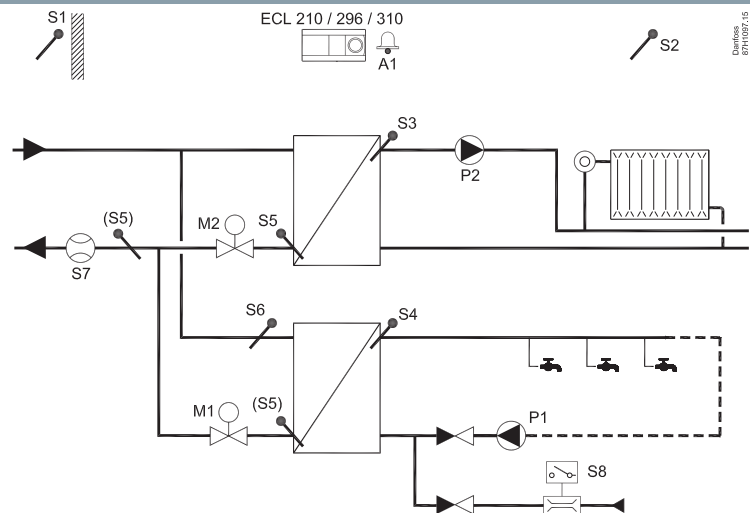 S1
ECL 210 / 296 / 310
A1
S2
Danfoss
87H1097.15
S3
P2
(S5)
M2
S5
S7
S6
S4
M1
(S5)
P1
S8